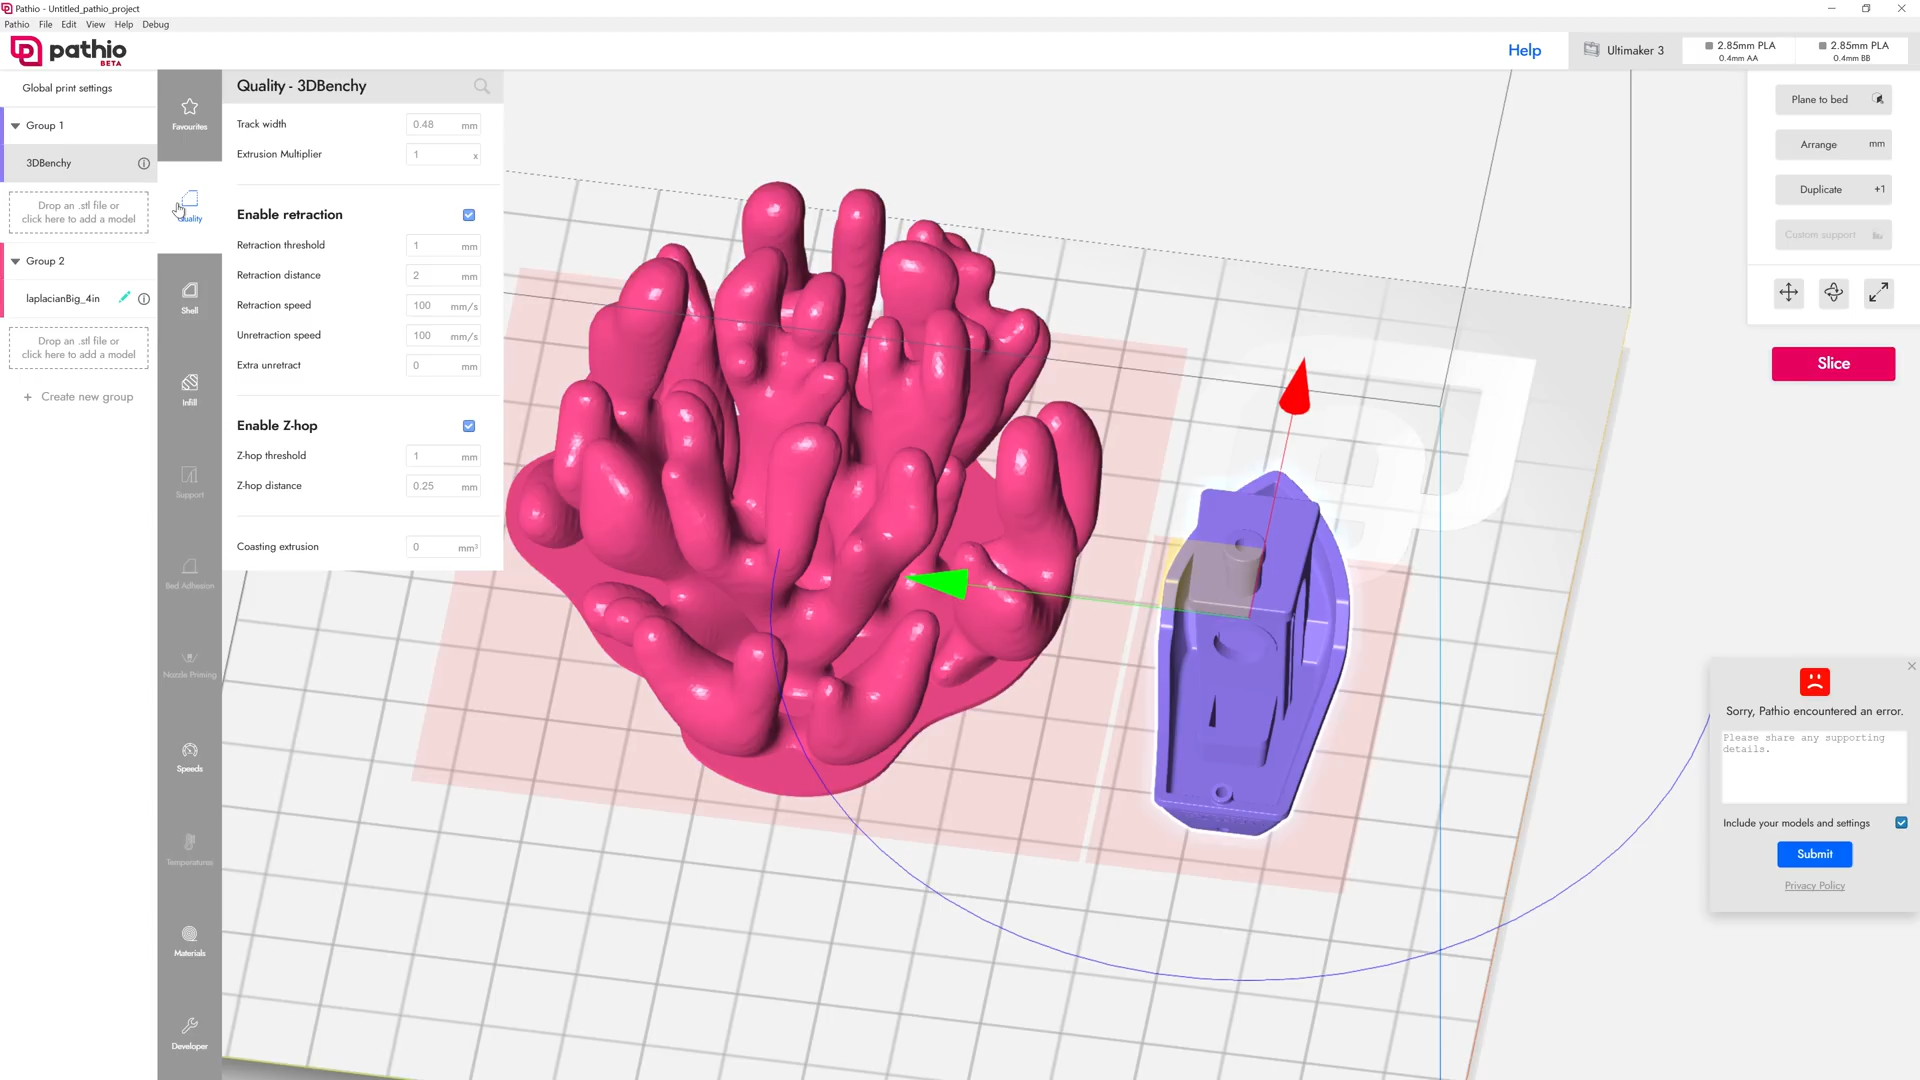 Pathio - Untitled_pathio_project
Pathio File Edit View Help Debug
pathio
BETA
Help
Ultimaker 3
2.85mm PLA
0.4mm AA
2.85mm PLA
0.4mm BB
Global print settings
Group 1
3DBenchy
Drop an .stl file or
click here to add a model
Group 2
laplacianBig_4in
Drop an .stl file or
click here to add a model
+ Create new group
Favourites
Quality
Shell
Infill
Support
Bed Adhesion
Nozzle Priming
Speeds
Temperatures
Materials
Developer
Quality - 3DBenchy
Track width 0.48 mm
Extrusion Multiplier 1 x
Enable retraction
Retraction threshold 1 mm
Retraction distance 2 mm
Retraction speed 100 mm/s
Unretraction speed 100 mm/s
Extra unretract 0 mm
Enable Z-hop
Z-hop threshold 1 mm
Z-hop distance 0.25 mm
Coasting extrusion 0 mm³
Plane to bed
Arrange mm
Duplicate +1
Custom support
Slice
Sorry, Pathio encountered an error.
Please share any supporting
details.
Include your models and settings
Submit
Privacy Policy